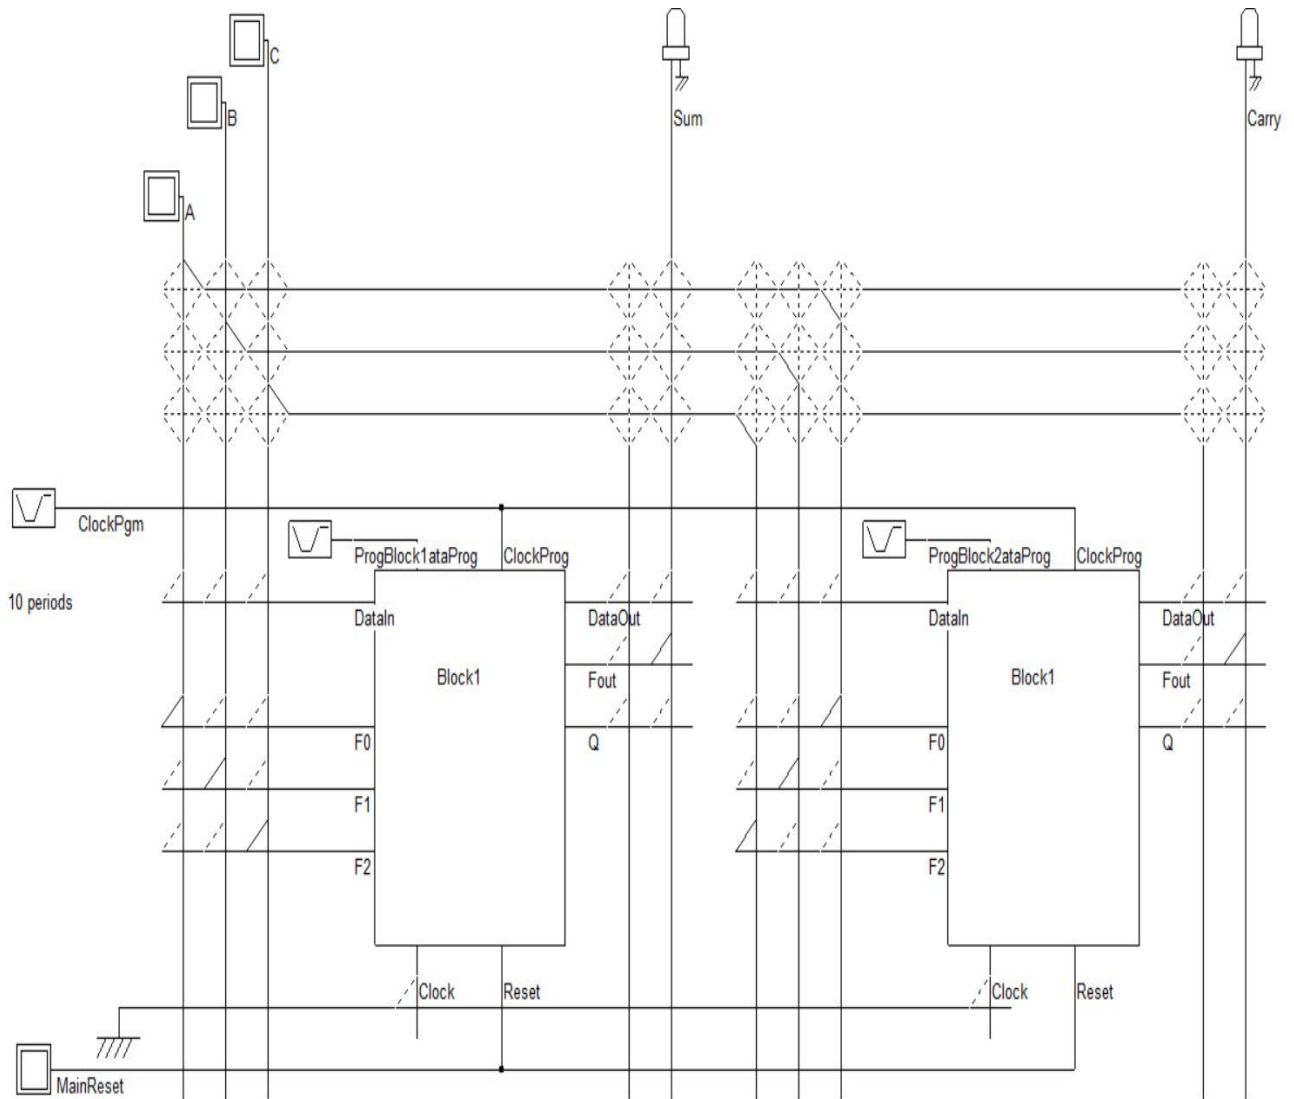 C
B
Sum
Carry
A
ClockPgm
ProgBlock1ataProg
ClockProg
ProgBlock2ataProg
ClockProg
10 periods
DataIn
DataOut
DataIn
DataOut
Block1
Fout
Block1
Fout
F0
Q
F0
Q
F1
F1
F2
F2
Clock
Reset
Clock
Reset
MainReset